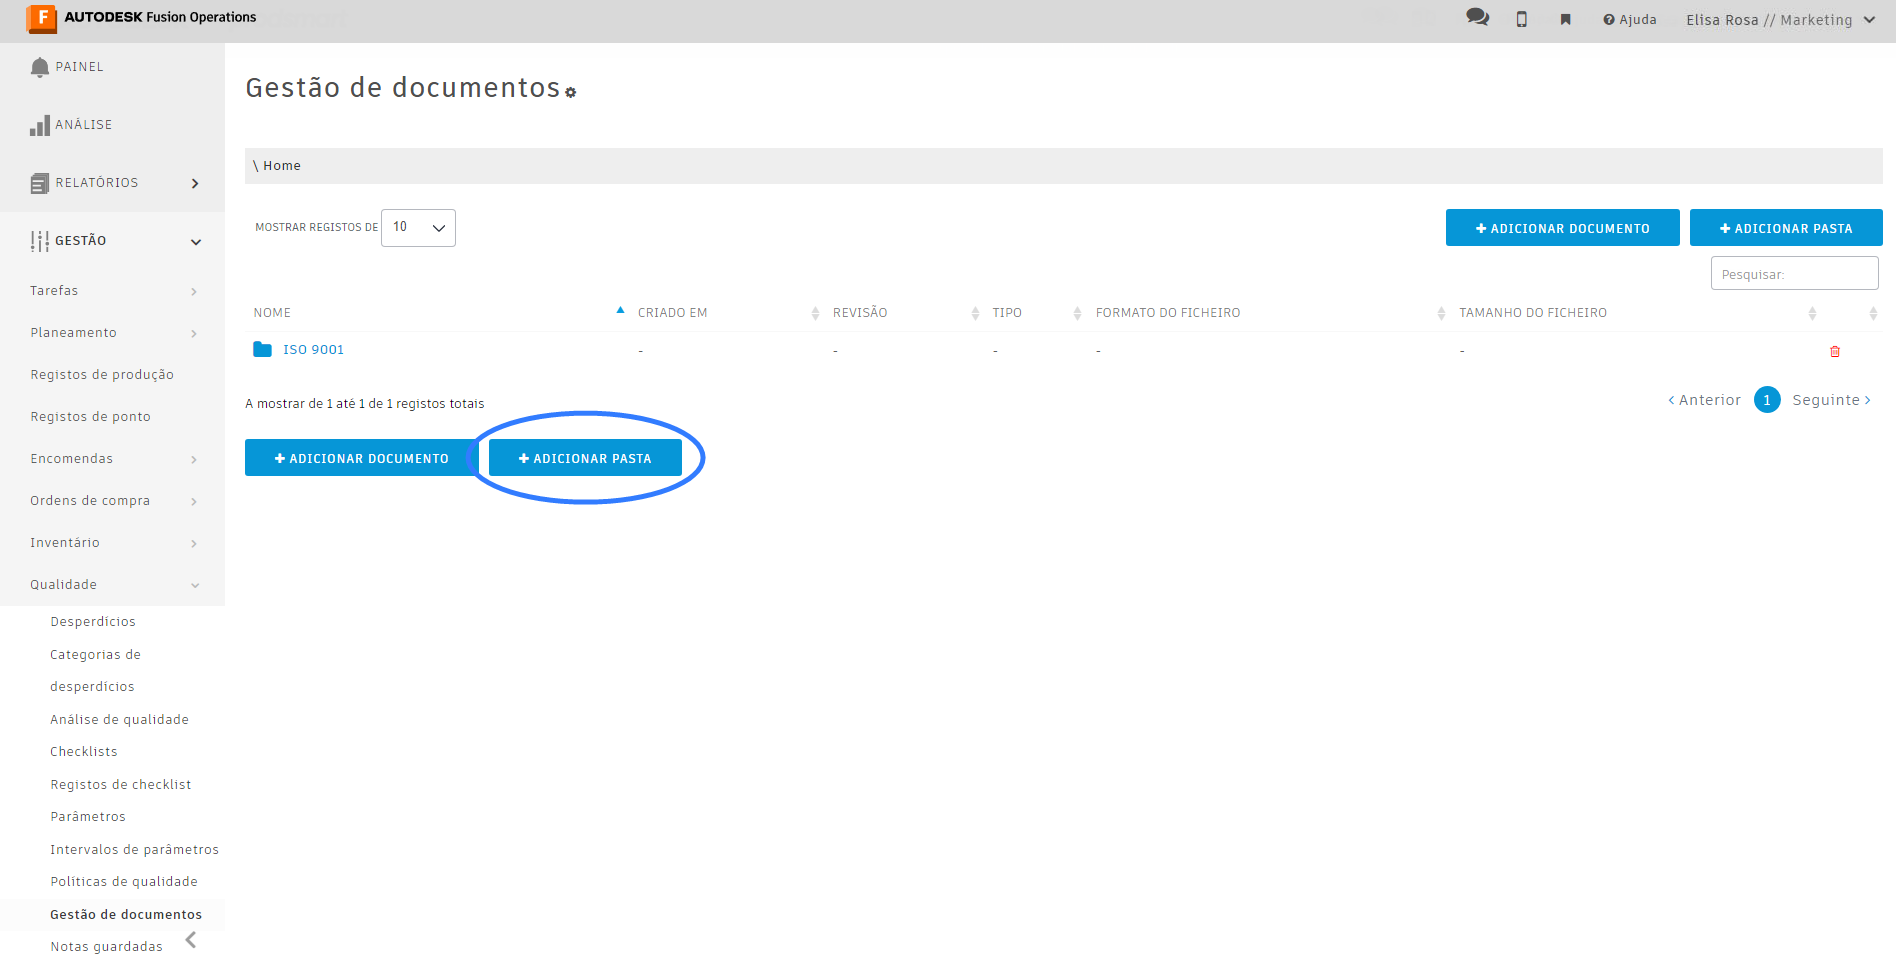 AUTODESK Fusion Operations
Ajuda
Elisa Rosa // Marketing
PAINEL
ANÁLISE
RELATÓRIOS
GESTÃO
Tarefas
Planeamento
Registos de produção
Registos de ponto
Encomendas
Ordens de compra
Inventário
Qualidade
Desperdícios
Categorias de
desperdícios
Análise de qualidade
Checklists
Registos de checklist
Parâmetros
Intervalos de parâmetros
Políticas de qualidade
Gestão de documentos
Notas guardadas
Gestão de documentos
\ Home
MOSTRAR REGISTOS DE 10
+ ADICIONAR DOCUMENTO
+ ADICIONAR PASTA
Pesquisar:
NOME CRIADO EM REVISÃO TIPO FORMATO DO FICHEIRO TAMANHO DO FICHEIRO
ISO 9001 - - - - -
A mostrar de 1 até 1 de 1 registos totais
‹ Anterior 1 Seguinte ›
+ ADICIONAR DOCUMENTO
+ ADICIONAR PASTA